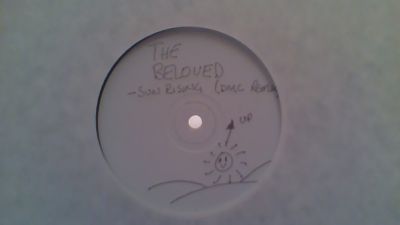 THE
BELOVED
- SUN RISING (DMC REMIX
UP